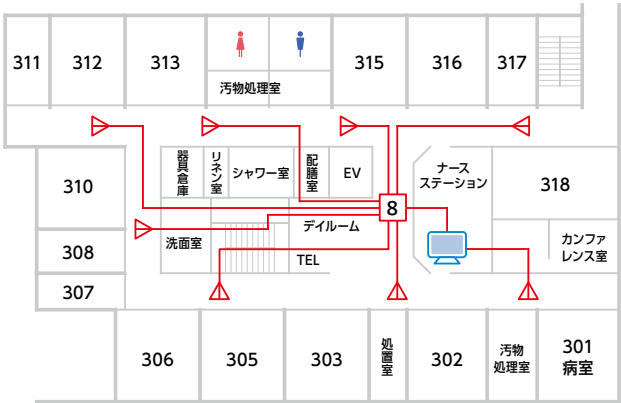 311
312
313
315
316
317
汚物処理室
310
器具倉庫
リネン室
シャワー室
配膳室
EV
ナース
ステーション
318
8
308
洗面室
デイルーム
TEL
カンファ
レンス室
307
306
305
303
処置室
302
汚物
処理室
301
病室